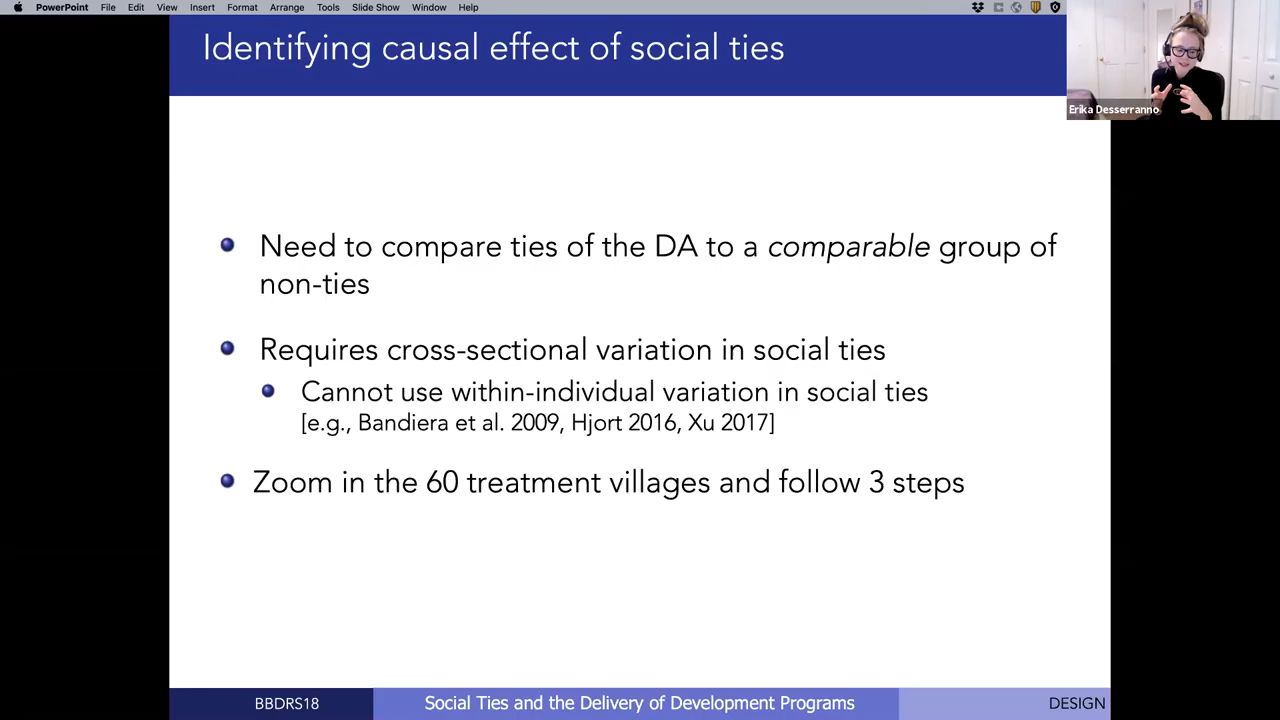 PowerPoint File Edit View Insert Format Arrange Tools Slide Show Window Help
Identifying causal effect of social ties
Erika Desserranno
Need to compare ties of the DA to a comparable group of
non-ties
Requires cross-sectional variation in social ties
Cannot use within-individual variation in social ties
[e.g., Bandiera et al. 2009, Hjort 2016, Xu 2017]
Zoom in the 60 treatment villages and follow 3 steps
BBDRS18 Social Ties and the Delivery of Development Programs DESIGN